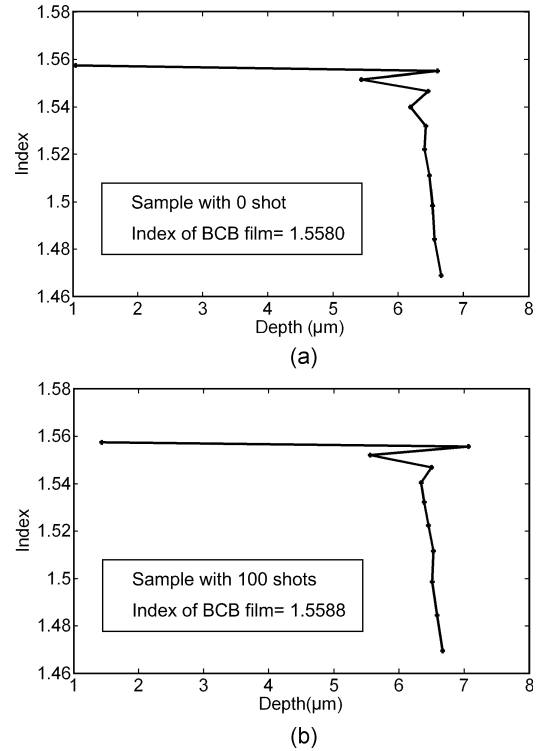 1.58
1.56
1.54
1.52
1.5
1.48
1.46
Index
Sample with 0 shot
Index of BCB film= 1.5580
1 2 3 4 5 6 7 8
Depth (μm)
(a)
1.58
1.56
1.54
1.52
1.5
1.48
1.46
Index
Sample with 100 shots
Index of BCB film= 1.5588
1 2 3 4 5 6 7 8
Depth(μm)
(b)